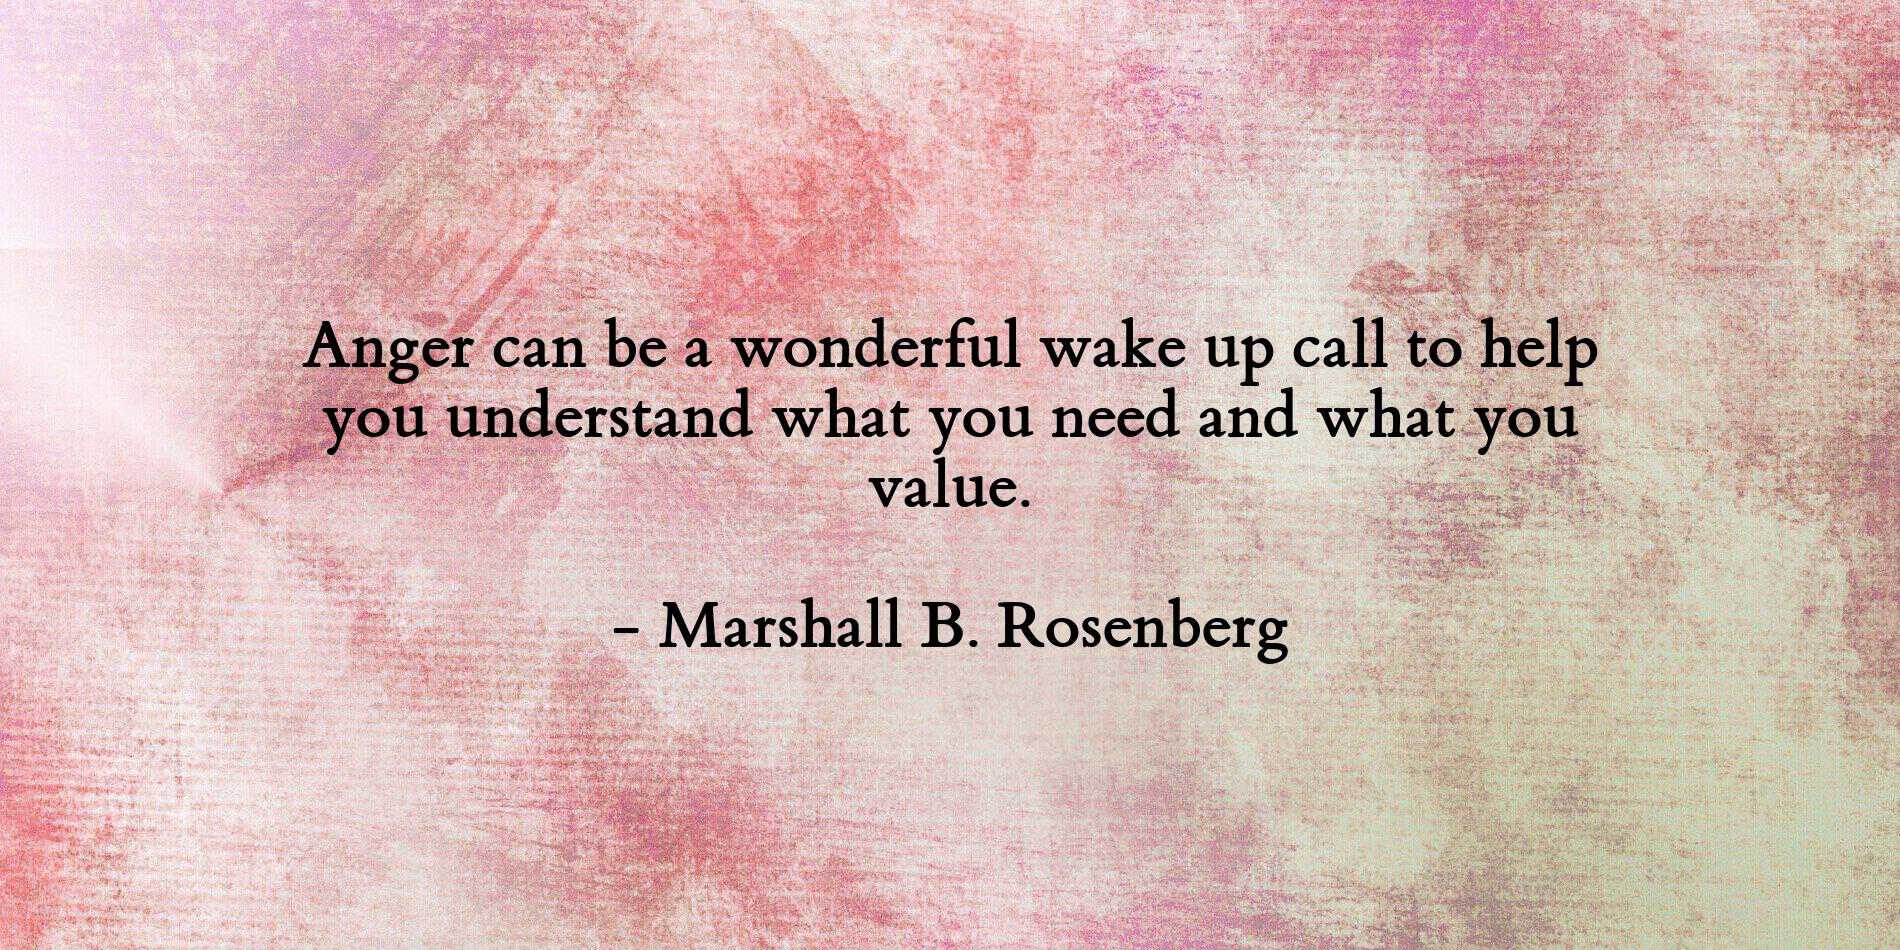 Anger can be a wonderful wake up call to help
you understand what you need and what you
value.
- Marshall B. Rosenberg